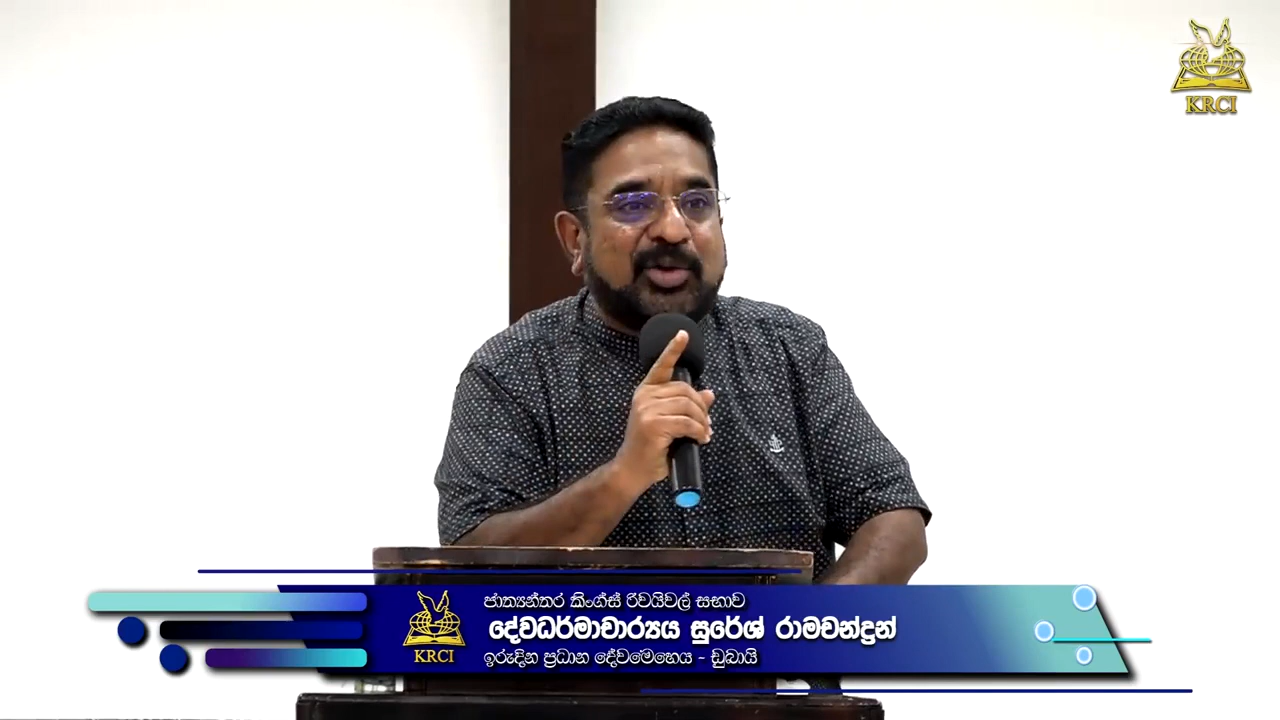 KRCI
ජාත්‍යන්තර කිංග්ස් රිවයිවල් සභාව
දේවධර්මාචාර්‍ය සුරේශ් රාමචන්ද්‍රන්
KRCI
ඉරුදින ප්‍රධාන දේවමෙහෙය - ඩුබායි